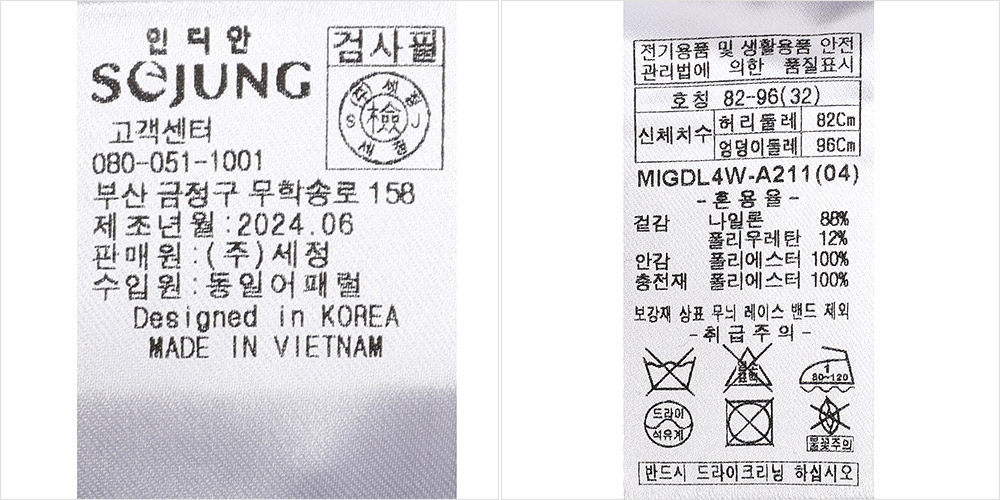 인디안
SEJUNG
검사필
(주)세정
檢
S J
세정
고객센터
080-051-1001
부산 금정구 무학송로 158
제조년월:2024.06
판매원:(주)세정
수입원:동일어패럴
Designed in KOREA
MADE IN VIETNAM
전기용품 및 생활용품 안전
관리법에 의한 품질표시
호칭 82-96(32)
신체치수 허리둘레 82Cm
엉덩이둘레 96Cm
MIGDL4W-A211(04)
-혼용율-
겉감 나일론 88%
폴리우레탄 12%
안감 폴리에스터 100%
충전재 폴리에스터 100%
보강재 상표 무늬 레이스 밴드 제외
-취급주의-
염소
표백
1
80~120
드라이
석유계
불꽃주의
반드시 드라이크리닝 하십시오